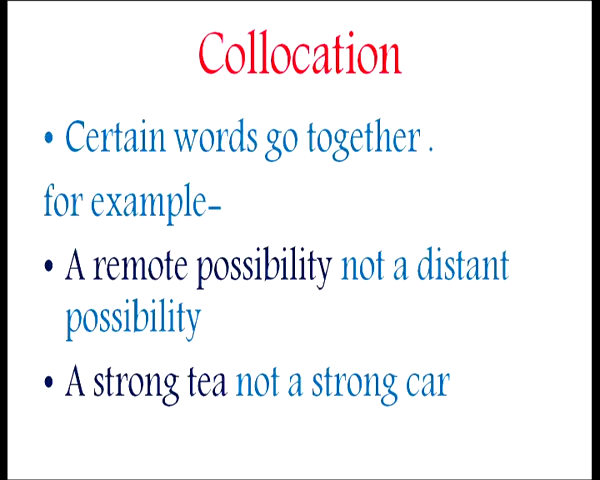 Collocation
• Certain words go together .
for example–
• A remote possibility not a distant
possibility
• A strong tea not a strong car